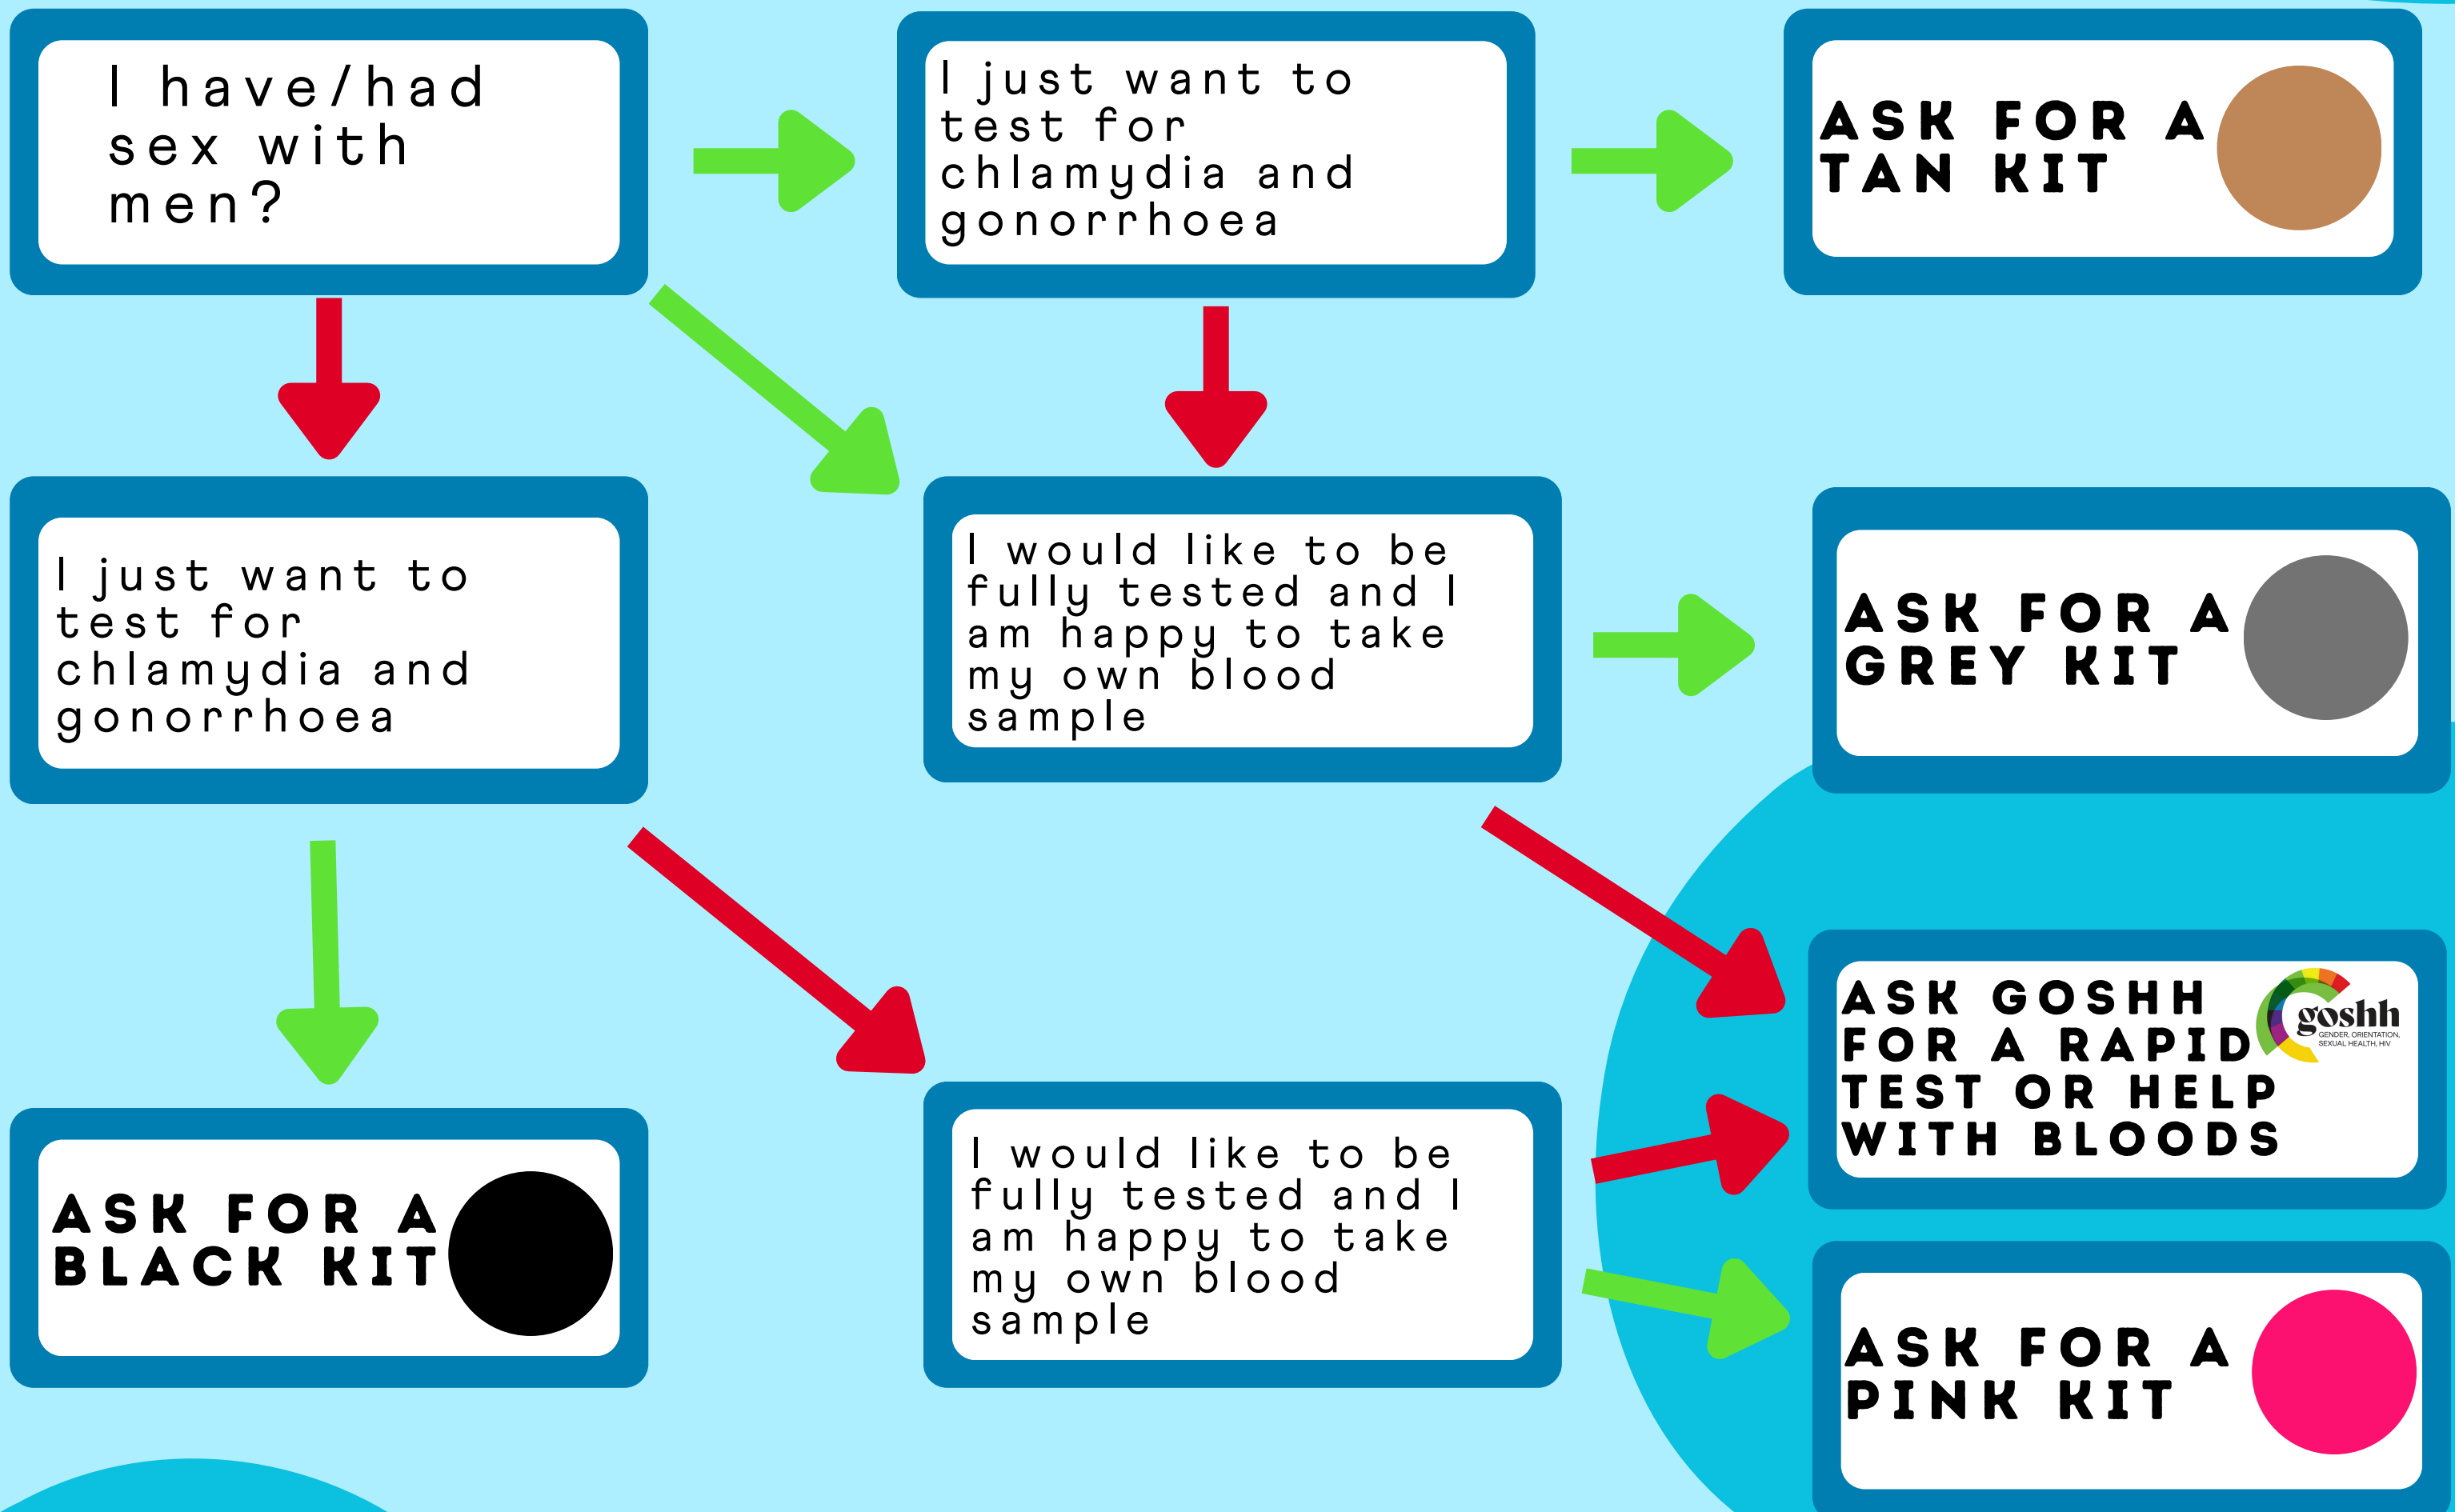 I have/had
sex with
men?
I just want to
test for
chlamydia and
gonorrhoea
ASK FOR A
TAN KIT
I just want to
test for
chlamydia and
gonorrhoea
I would like to be
fully tested and I
am happy to take
my own blood
sample
ASK FOR A
GREY KIT
ASK GOSHH
FOR A RAPID
TEST OR HELP
WITH BLOODS
goshh
GENDER, ORIENTATION,
SEXUAL HEALTH, HIV
ASK FOR A
BLACK KIT
I would like to be
fully tested and I
am happy to take
my own blood
sample
ASK FOR A
PINK KIT